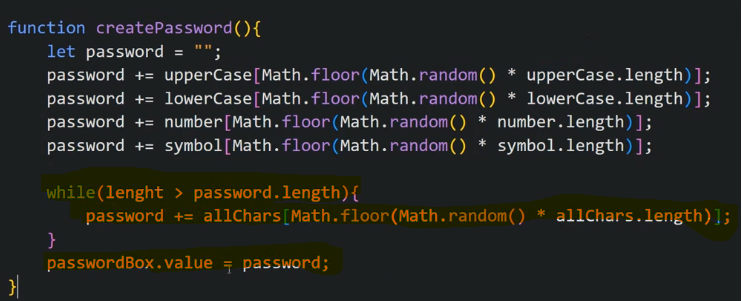 function createPassword(){
let password = "";
password += upperCase[Math.floor(Math.random() * upperCase.length)];
password += lowerCase[Math.floor(Math.random() * lowerCase.length)];
password += number[Math.floor(Math.random() * number.length)];
password += symbol[Math.floor(Math.random() * symbol.length)];
while(lenght > password.length){
password += allChars[Math.floor(Math.random() * allChars.length)];
}
passwordBox.value = password;
}